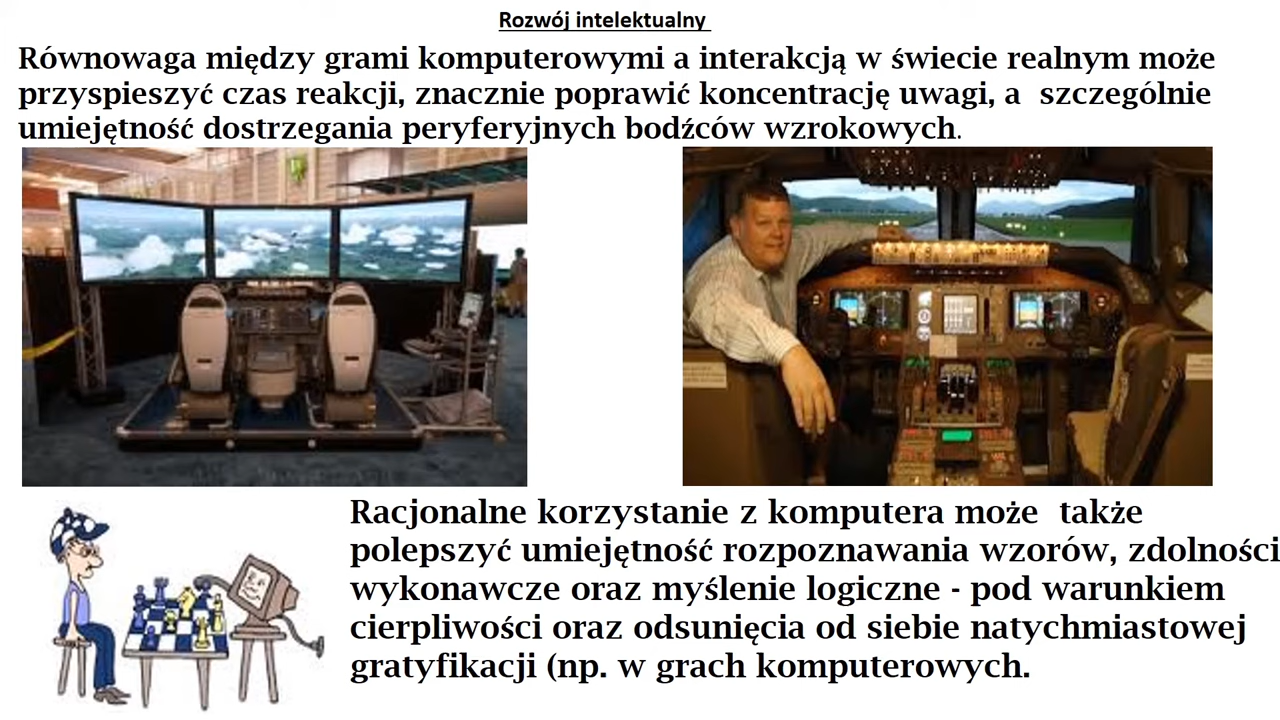 Rozwój intelektualny
Równowaga między grami komputerowymi a interakcją w świecie realnym może
przyspieszyć czas reakcji, znacznie poprawić koncentrację uwagi, a  szczególnie
umiejętność dostrzegania peryferyjnych bodźców wzrokowych.
Racjonalne korzystanie z komputera może  także
polepszyć umiejętność rozpoznawania wzorów, zdolności
wykonawcze oraz myślenie logiczne - pod warunkiem
cierpliwości oraz odsunięcia od siebie natychmiastowej
gratyfikacji (np. w grach komputerowych.